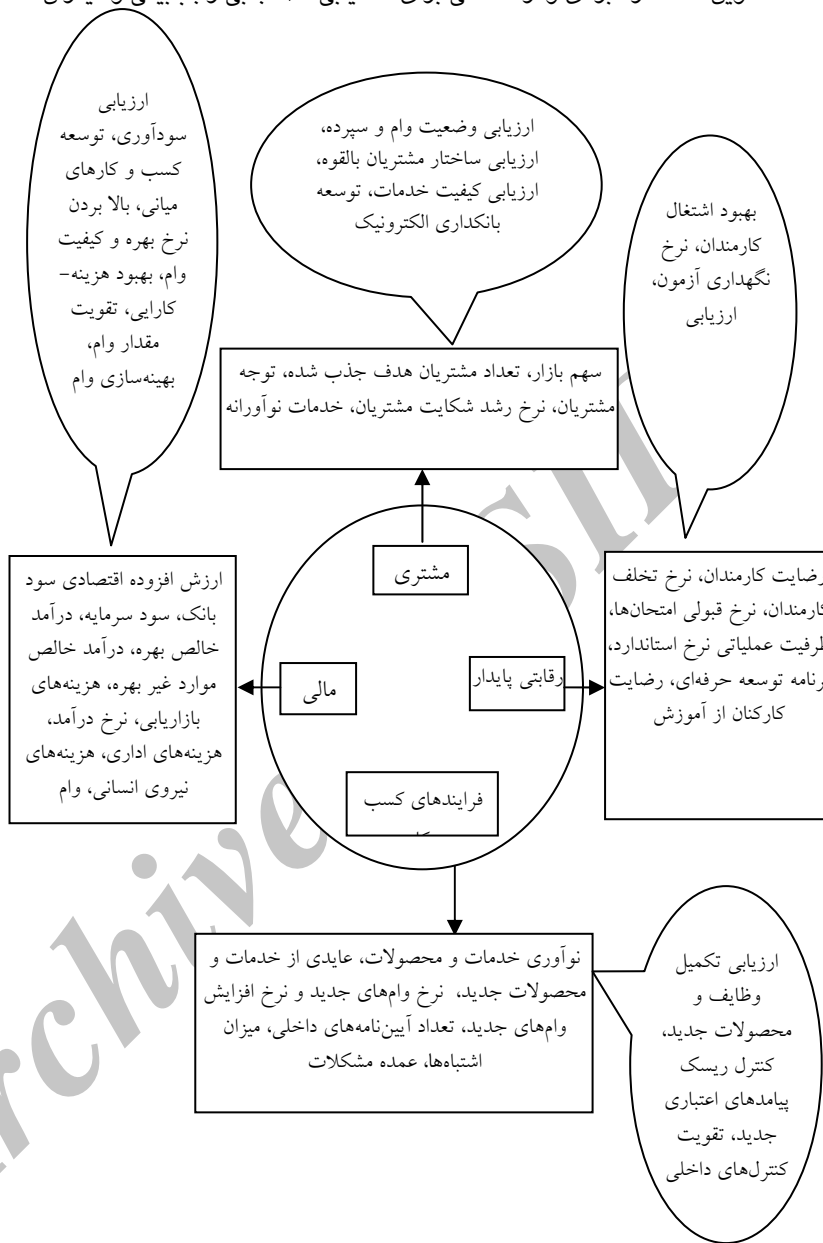 ارزیابی
سودآوری، توسعه
کسب و کارهای
میانی، بالا بردن
نرخ بهره و کیفیت
وام، بهبود هزینه-
کارایی، تقویت
مقدار وام،
بهینه‌سازی وام
ارزیابی وضعیت وام و سپرده،
ارزیابی ساختار مشتریان بالقوه،
ارزیابی کیفیت خدمات، توسعه
بانکداری الکترونیک
بهبود اشتغال
کارمندان، نرخ
نگهداری آزمون،
ارزیابی
سهم بازار، تعداد مشتریان هدف جذب شده، توجه
مشتریان، نرخ رشد شکایت مشتریان، خدمات نوآورانه
مشتری
مالی
رقابتی پایدار
فرایندهای کسب
ارزش افزوده اقتصادی سود
بانک، سود سرمایه، درآمد
خالص بهره، درآمد خالص
موارد غیر بهره، هزینه‌های
بازاریابی، نرخ درآمد،
هزینه‌های اداری، هزینه‌های
نیروی انسانی، وام
رضایت کارمندان، نرخ تخلف
کارمندان، نرخ قبولی امتحان‌ها،
ظرفیت عملیاتی نرخ استاندارد،
برنامه توسعه حرفه‌ای، رضایت
کارکنان از آموزش
نوآوری خدمات و محصولات، عایدی از خدمات و
محصولات جدید، نرخ وام‌های جدید و نرخ افزایش
وام‌های جدید، تعداد آیین‌نامه‌های داخلی، میزان
اشتباه‌ها، عمده مشکلات
ارزیابی تکمیل
وظایف و
محصولات جدید،
کنترل ریسک
پیامدهای اعتباری
جدید، تقویت
کنترل‌های داخلی